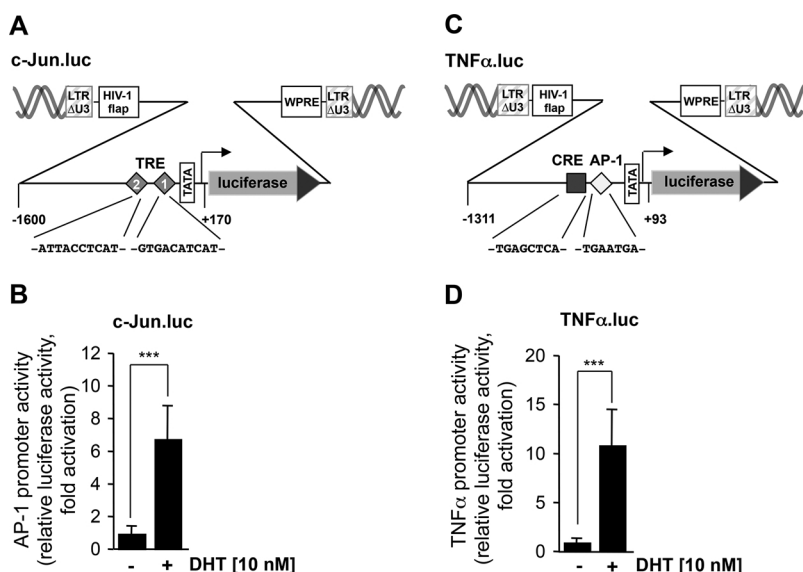 A
c-Jun.luc
LTR
ΔU3
HIV-1
flap
WPRE
LTR
ΔU3
TRE
2
1
TATA
luciferase
-1600
+170
–ATTACCTCAT–
–GTGACATCAT–
B
c-Jun.luc
AP-1 promoter activity
(relative luciferase activity,
fold activation)
12
10
8
6
4
2
0
***
-
+
DHT [10 nM]
C
TNFα.luc
LTR
ΔU3
HIV-1
flap
WPRE
LTR
ΔU3
CRE
AP-1
TATA
luciferase
-1311
+93
–TGAGCTCA–
–TGAATGA–
D
TNFα.luc
TNFα promoter activity
(relative luciferase activity,
fold activation)
20
15
10
5
0
***
-
+
DHT [10 nM]